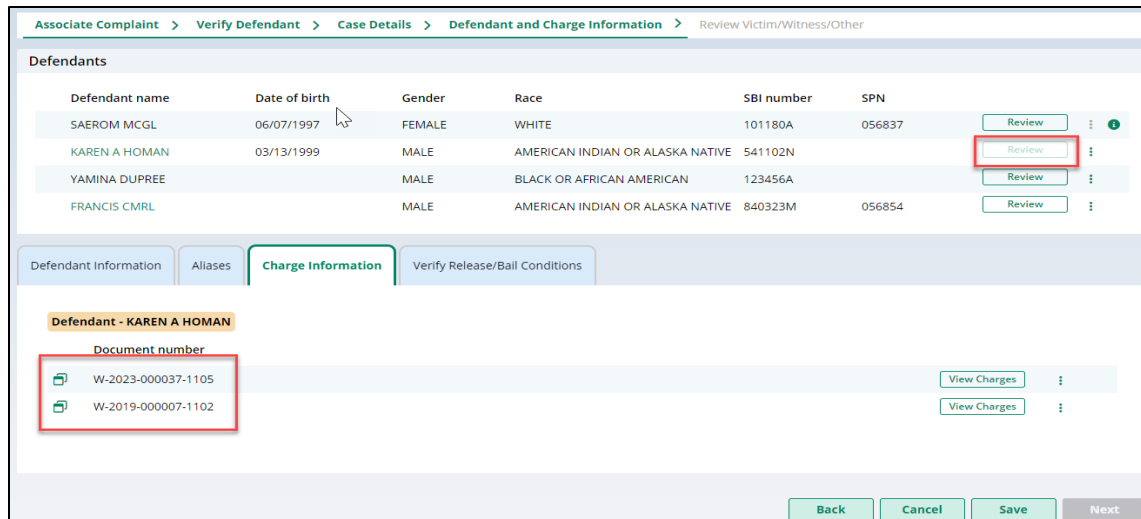 Associate Complaint > Verify Defendant > Case Details > Defendant and Charge Information > Review Victim/Witness/Other
Defendants
Defendant name Date of birth Gender Race SBI number SPN
SAEROM MCGL 06/07/1997 FEMALE WHITE 101180A 056837 Review
KAREN A HOMAN 03/13/1999 MALE AMERICAN INDIAN OR ALASKA NATIVE 541102N Review
YAMINA DUPREE MALE BLACK OR AFRICAN AMERICAN 123456A Review
FRANCIS CMRL MALE AMERICAN INDIAN OR ALASKA NATIVE 840323M 056854 Review
Defendant Information Aliases Charge Information Verify Release/Bail Conditions
Defendant - KAREN A HOMAN
Document number
W-2023-000037-1105 View Charges
W-2019-000007-1102 View Charges
Back Cancel Save Next